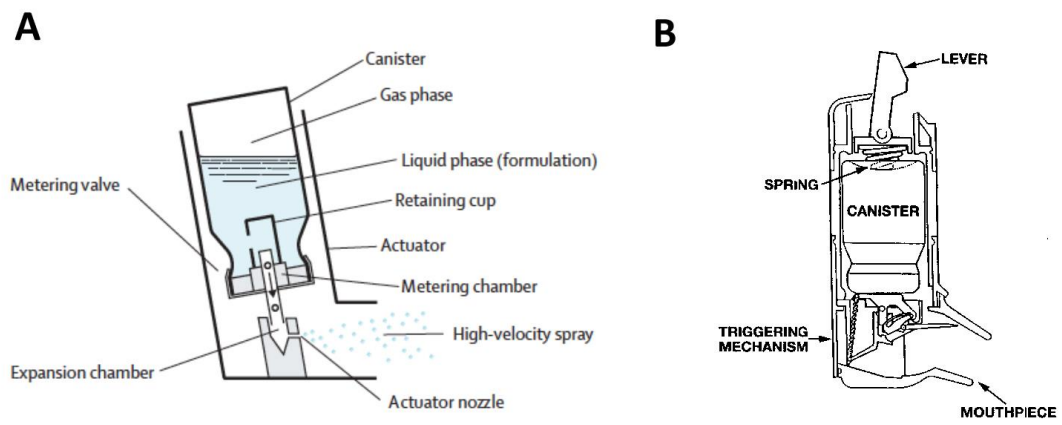 A
Canister
Gas phase
Liquid phase (formulation)
Metering valve
Retaining cup
Actuator
Metering chamber
High-velocity spray
Expansion chamber
Actuator nozzle
B
LEVER
SPRING
CANISTER
TRIGGERING
MECHANISM
MOUTHPIECE